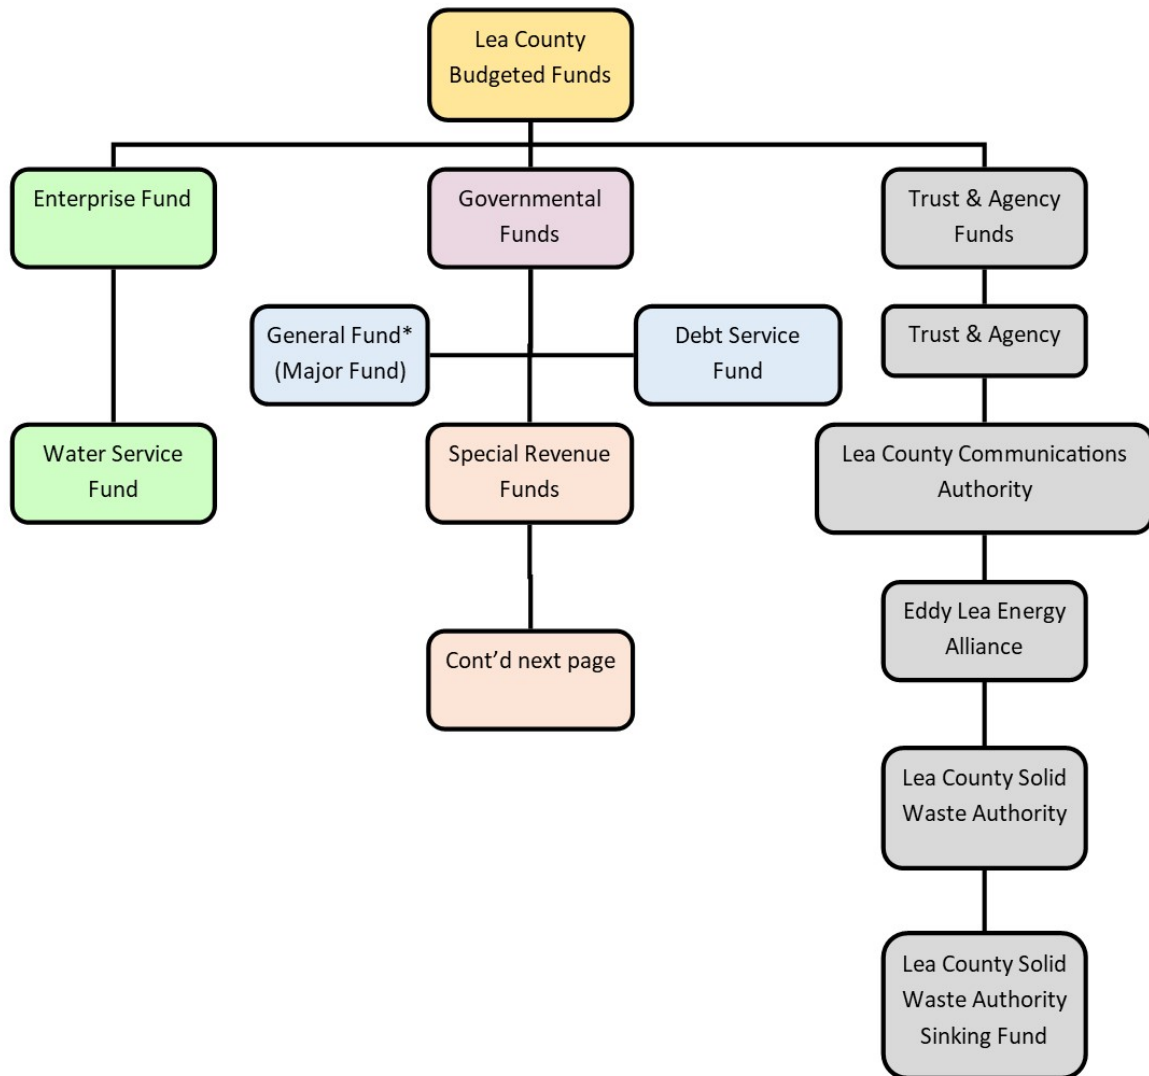 Lea County
Budgeted Funds
Enterprise Fund
Governmental
Funds
Trust & Agency
Funds
General Fund*
(Major Fund)
Debt Service
Fund
Trust & Agency
Water Service
Fund
Special Revenue
Funds
Lea County Communications
Authority
Eddy Lea Energy
Alliance
Cont’d next page
Lea County Solid
Waste Authority
Lea County Solid
Waste Authority
Sinking Fund